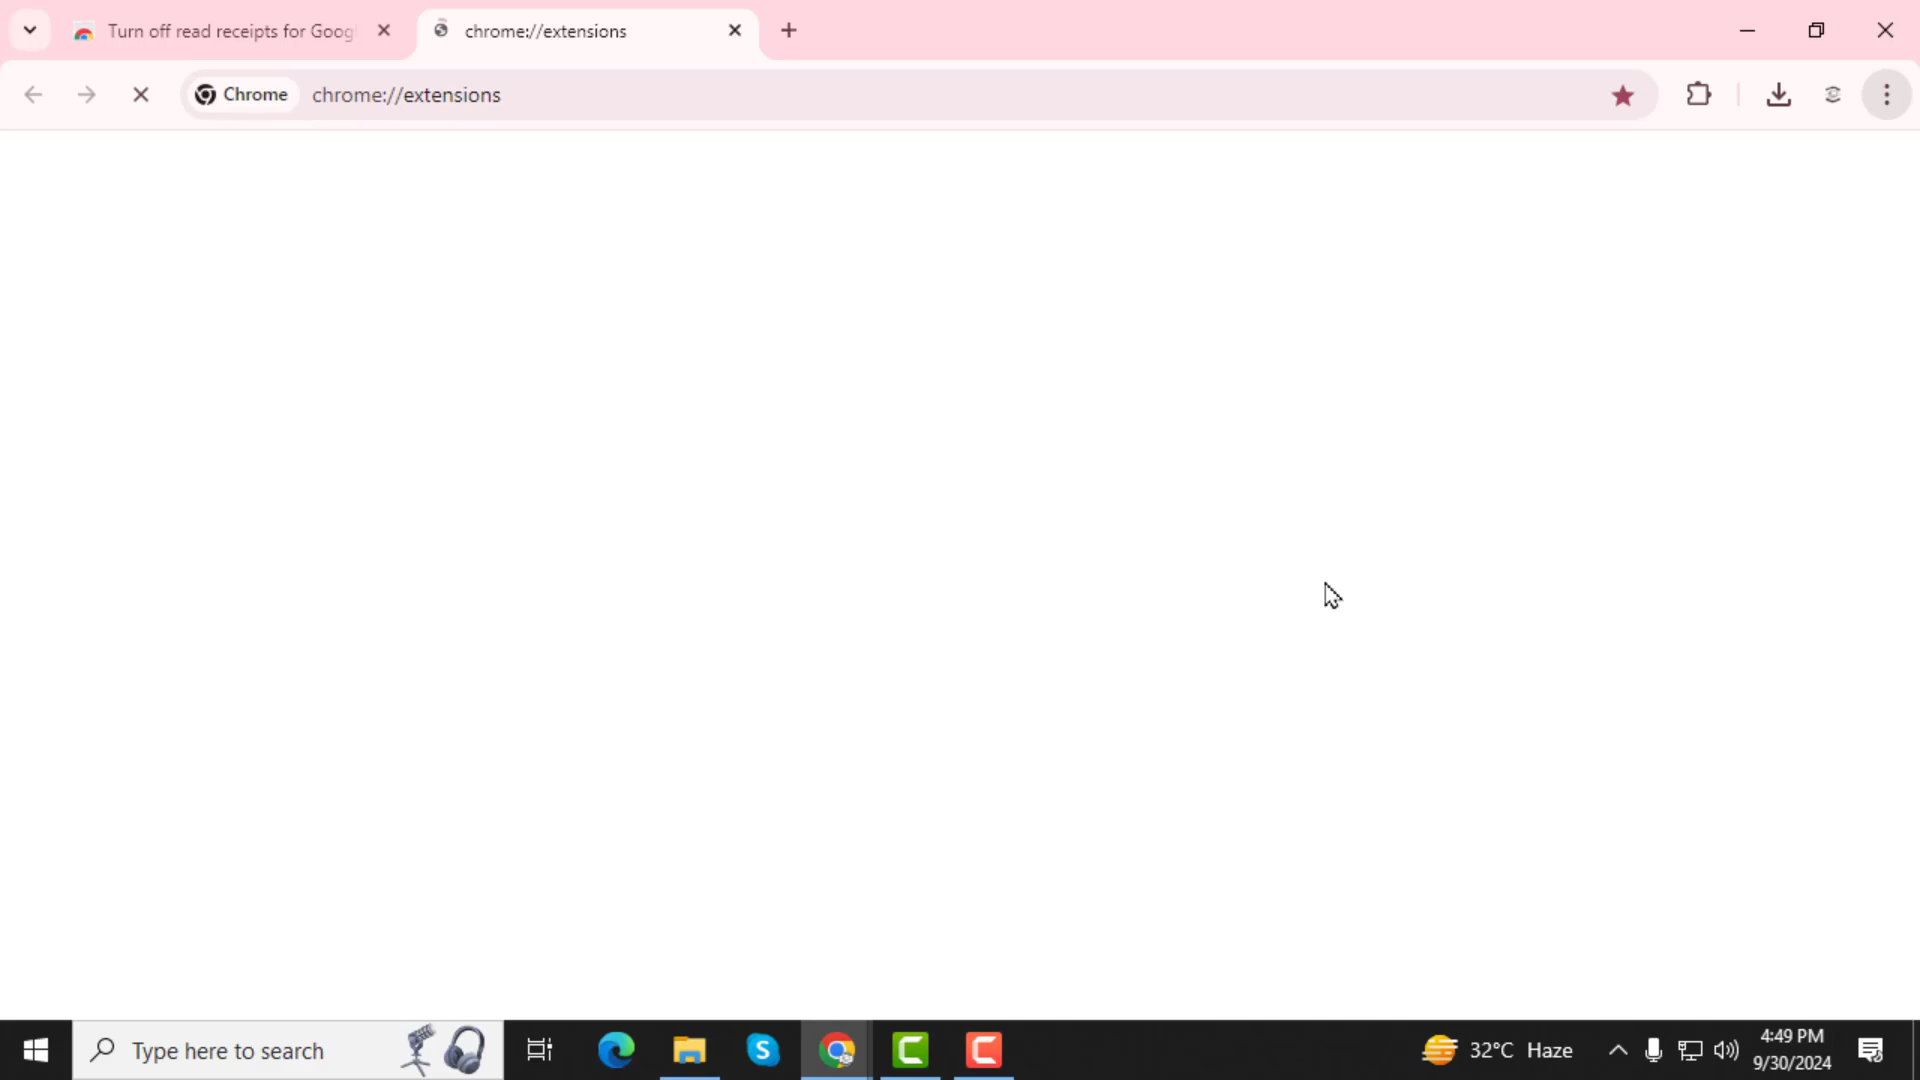 Turn off read receipts for Goog
chrome://extensions
Chrome
chrome://extensions
Type here to search
32°C Haze
4:49 PM
9/30/2024